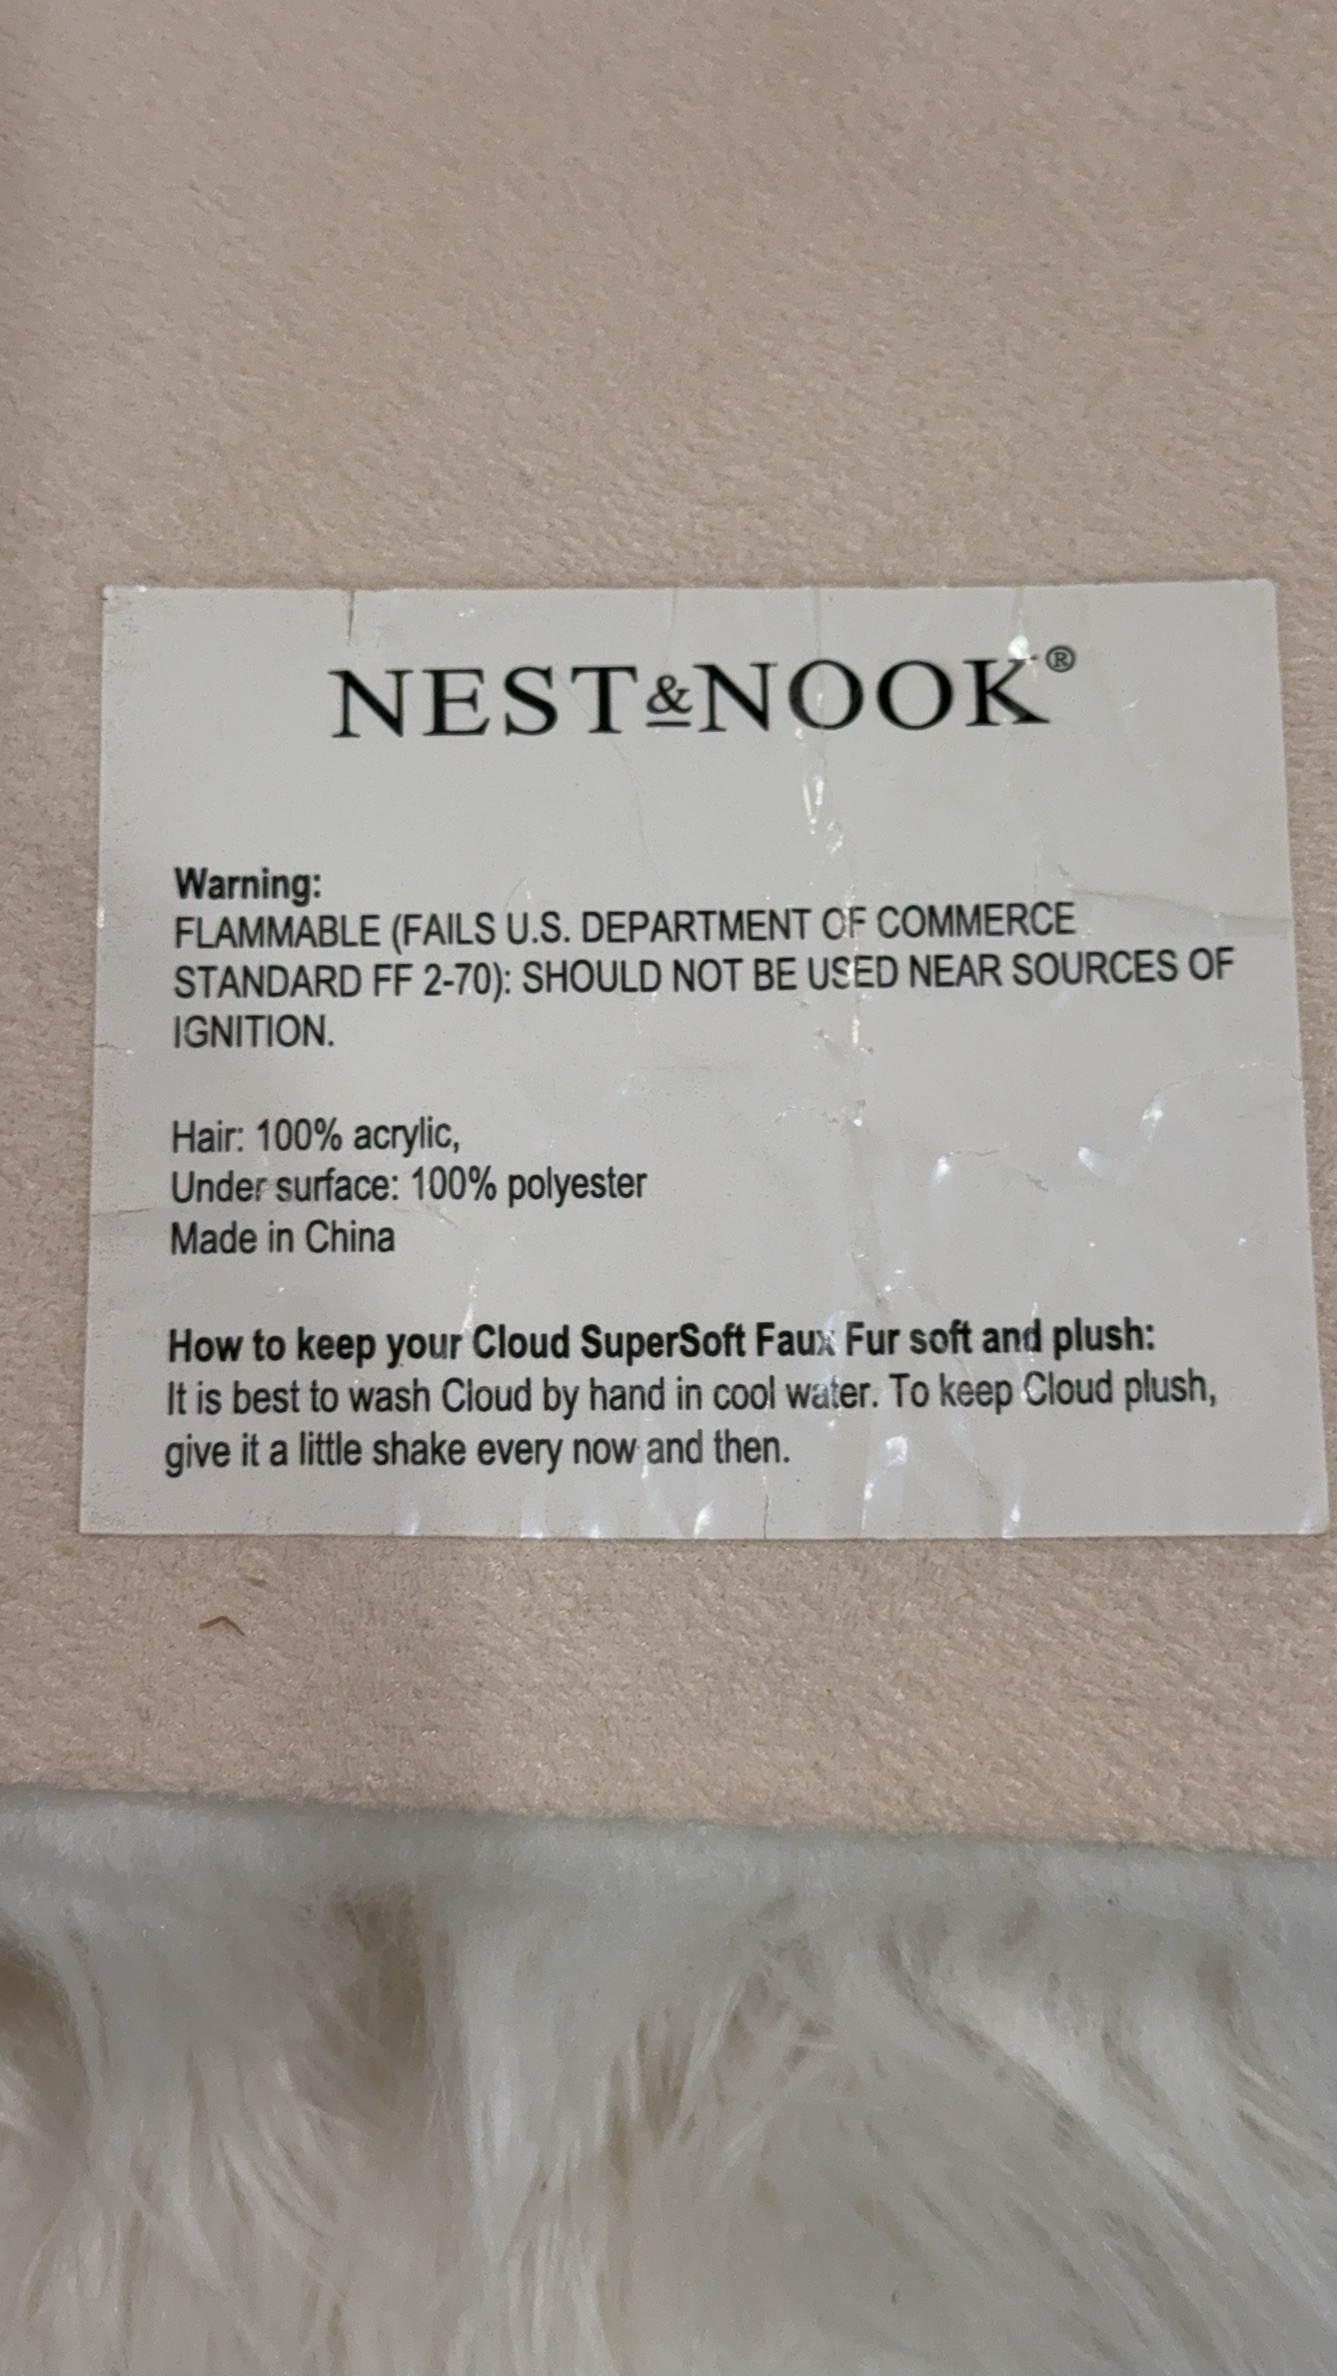 NEST&NOOK®
Warning:
FLAMMABLE (FAILS U.S. DEPARTMENT OF COMMERCE
STANDARD FF 2-70): SHOULD NOT BE USED NEAR SOURCES OF
IGNITION.
Hair: 100% acrylic,
Under surface: 100% polyester
Made in China
How to keep your Cloud SuperSoft Faux Fur soft and plush:
It is best to wash Cloud by hand in cool water. To keep Cloud plush,
give it a little shake every now and then.